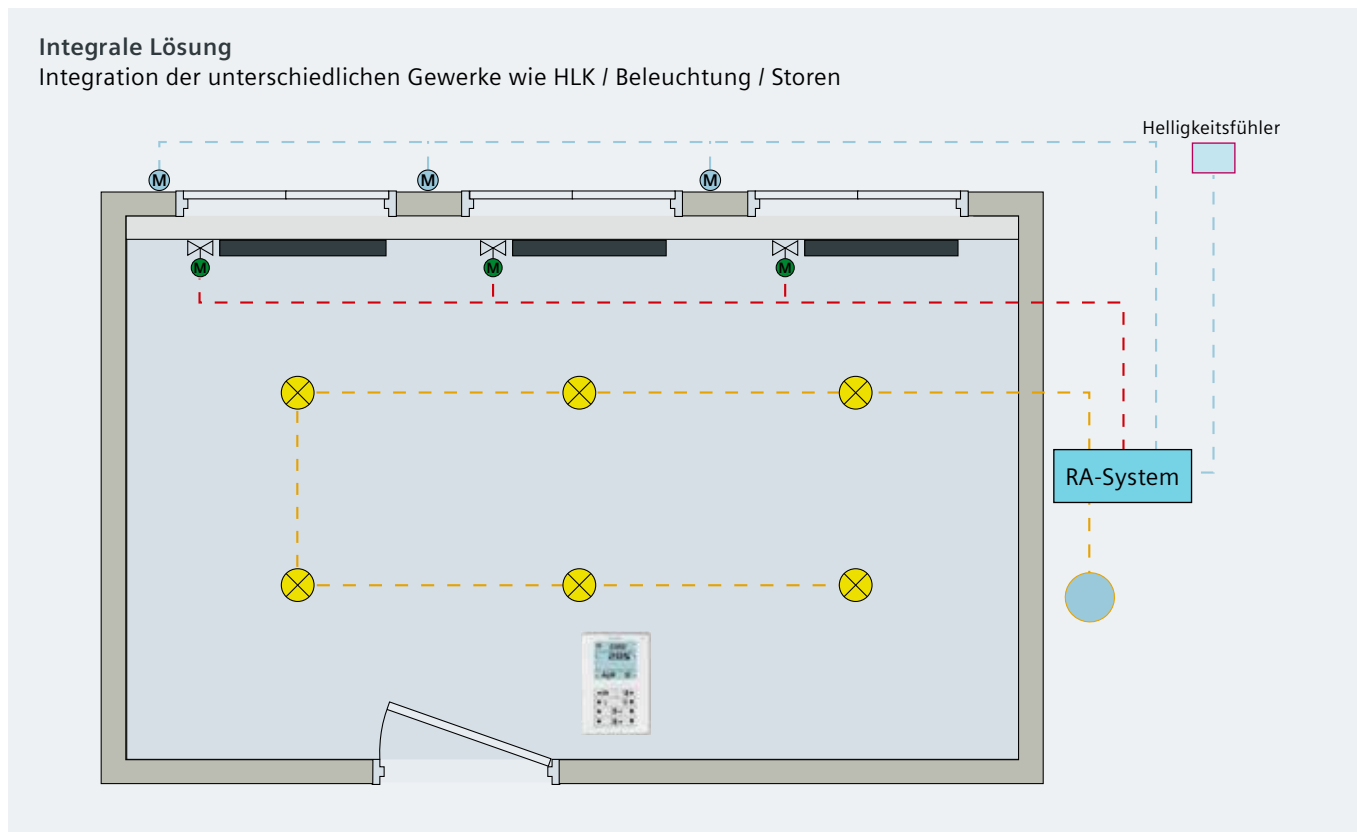 Integrale Lösung
Integration der unterschiedlichen Gewerke wie HLK / Beleuchtung / Storen
Helligkeitsfühler
M M M
M M M
RA-System